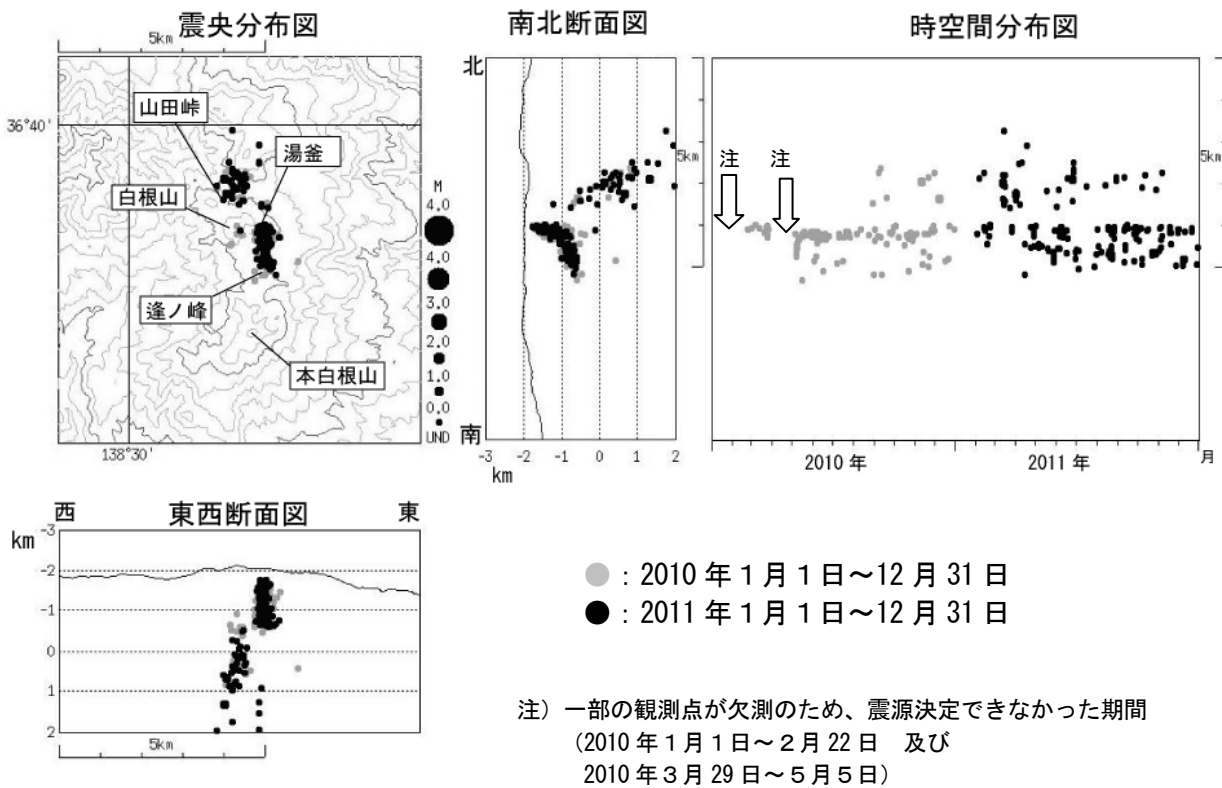 震央分布図
5km
36°40'
山田峠
湯釜
白根山
逢ノ峰
本白根山
138°30'
M
4.0
4.0
3.0
2.0
1.0
0.0
UND
南北断面図
北
南
-3 -2 -1 0 1 2
km
時空間分布図
注 注
5km
2010 年 2011 年 月
東西断面図
西 東
km
-3
-2
-1
0
1
2
5km
●：2010 年１月１日～12 月 31 日
●：2011 年１月１日～12 月 31 日
注）一部の観測点が欠測のため、震源決定できなかった期間
（2010 年１月１日～２月 22 日　及び
2010 年３月 29 日～５月５日）